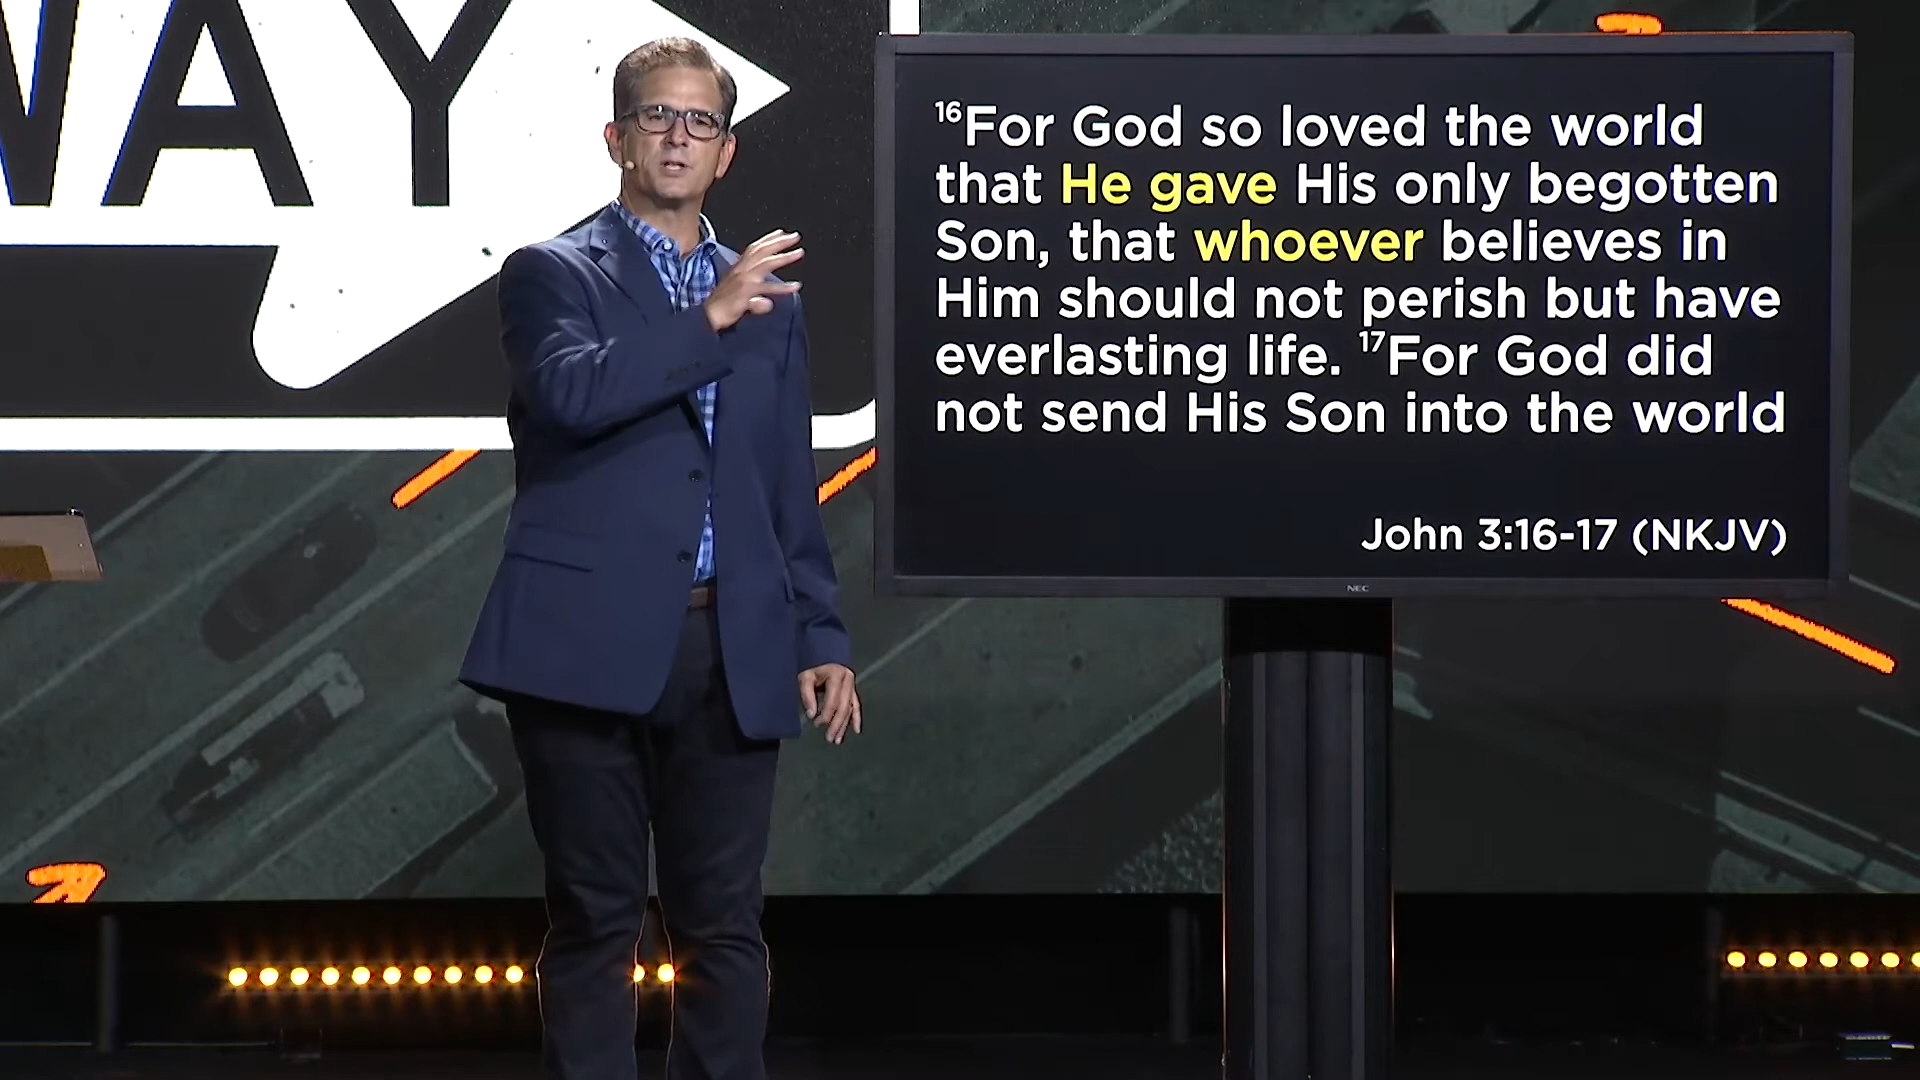 WAY
16For God so loved the world
that He gave His only begotten
Son, that whoever believes in
Him should not perish but have
everlasting life. 17For God did
not send His Son into the world
John 3:16-17 (NKJV)
NEC